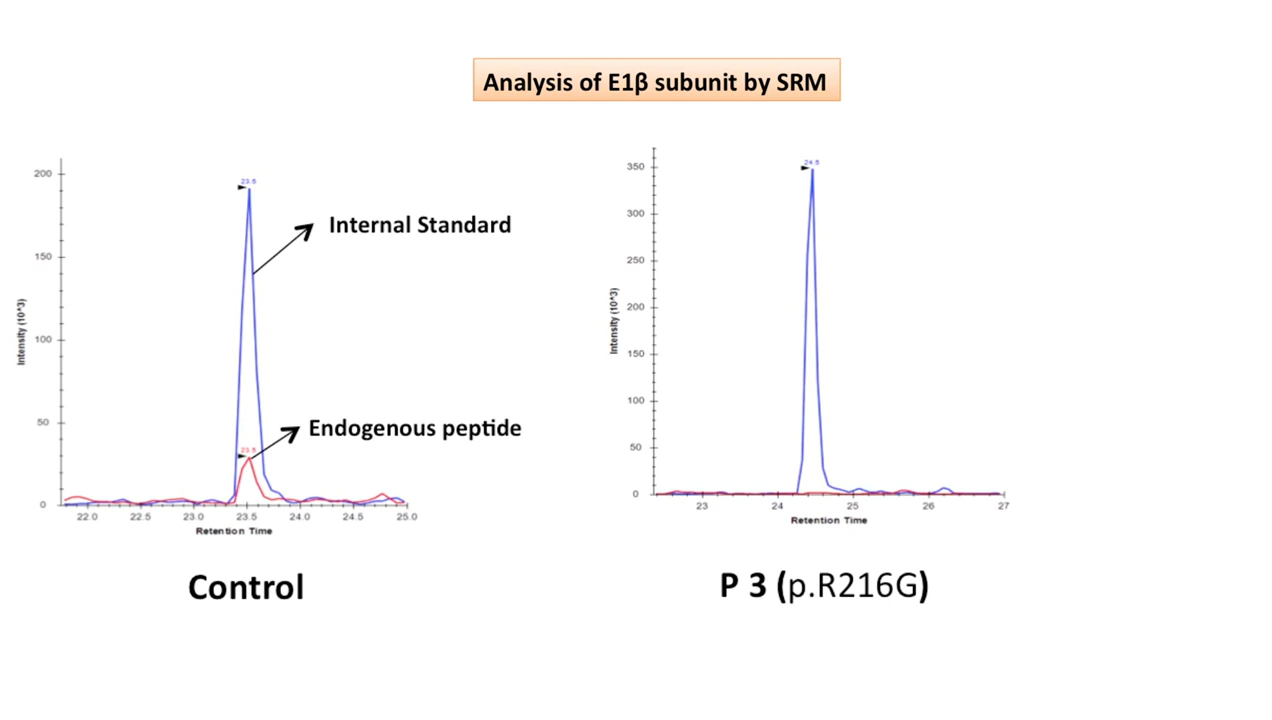 Analysis of E1β subunit by SRM
200
150
100
50
0
Intensity (10^3)
23.5
Internal Standard
23.5
Endogenous peptide
22.0 22.5 23.0 23.5 24.0 24.5 25.0
Retention Time
Control
350
300
250
200
150
100
50
0
Intensity (10^3)
24.5
23 24 25 26 27
Retention Time
P 3 (p.R216G)